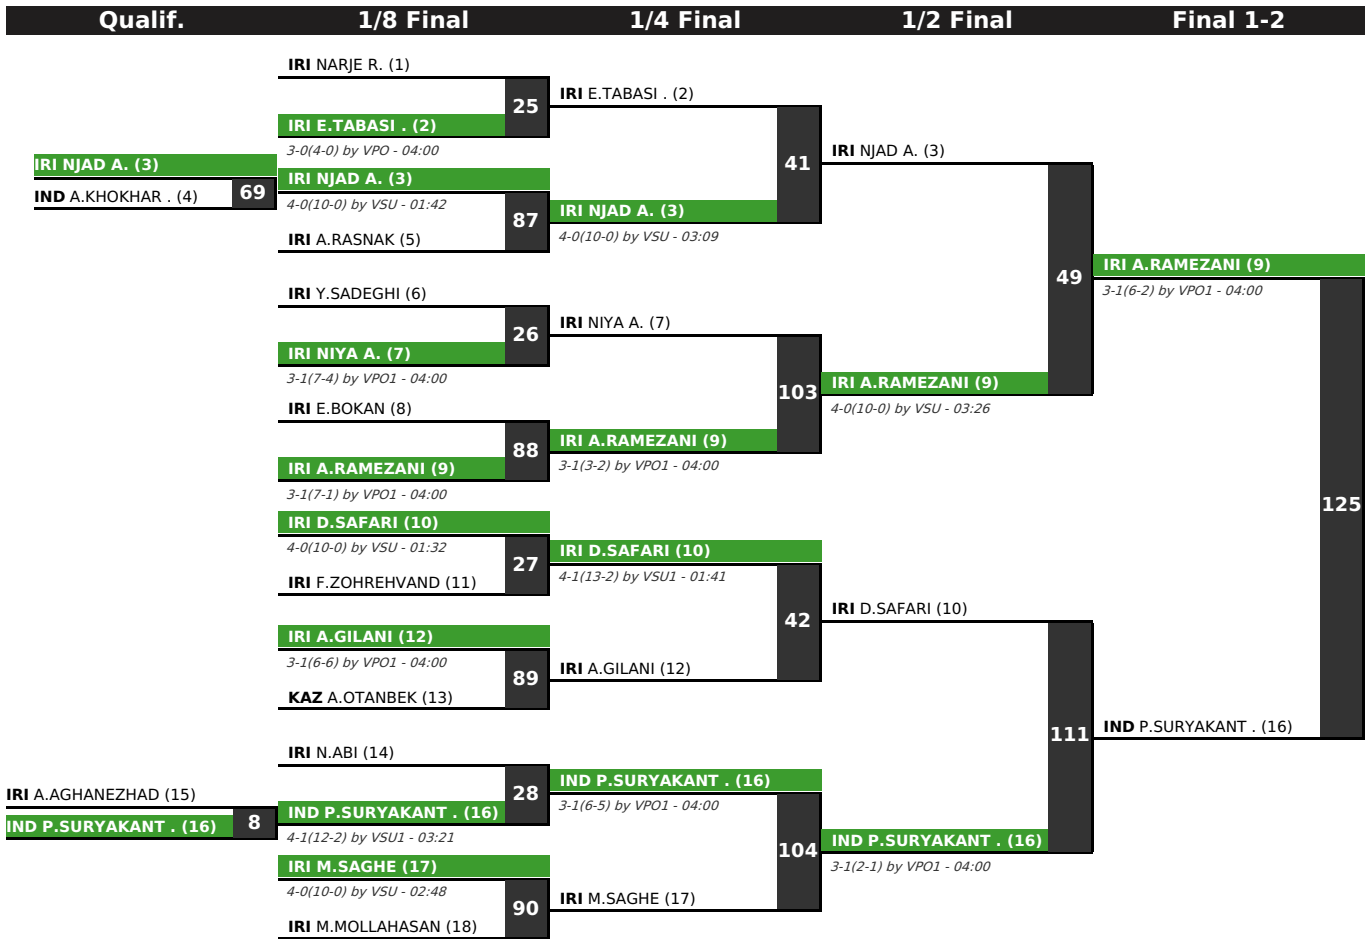 Qualif.
1/8 Final
1/4 Final
1/2 Final
Final 1-2
IRI NJAD A. (3)
IND A.KHOKHAR . (4)
69
IRI A.AGHANEZHAD (15)
IND P.SURYAKANT . (16)
8
IRI NARJE R. (1)
25
IRI E.TABASI . (2)
3-0(4-0) by VPO - 04:00
IRI NJAD A. (3)
4-0(10-0) by VSU - 01:42
87
IRI A.RASNAK (5)
IRI Y.SADEGHI (6)
26
IRI NIYA A. (7)
3-1(7-4) by VPO1 - 04:00
IRI E.BOKAN (8)
88
IRI A.RAMEZANI (9)
3-1(7-1) by VPO1 - 04:00
IRI D.SAFARI (10)
4-0(10-0) by VSU - 01:32
27
IRI F.ZOHREHVAND (11)
IRI A.GILANI (12)
3-1(6-6) by VPO1 - 04:00
89
KAZ A.OTANBEK (13)
IRI N.ABI (14)
28
IND P.SURYAKANT . (16)
4-1(12-2) by VSU1 - 03:21
IRI M.SAGHE (17)
4-0(10-0) by VSU - 02:48
90
IRI M.MOLLAHASAN (18)
IRI E.TABASI . (2)
41
IRI NJAD A. (3)
4-0(10-0) by VSU - 03:09
IRI NIYA A. (7)
103
IRI A.RAMEZANI (9)
3-1(3-2) by VPO1 - 04:00
IRI D.SAFARI (10)
4-1(13-2) by VSU1 - 01:41
42
IRI A.GILANI (12)
IND P.SURYAKANT . (16)
3-1(6-5) by VPO1 - 04:00
104
IRI M.SAGHE (17)
IRI NJAD A. (3)
49
IRI A.RAMEZANI (9)
4-0(10-0) by VSU - 03:26
IRI D.SAFARI (10)
111
IND P.SURYAKANT . (16)
3-1(2-1) by VPO1 - 04:00
IRI A.RAMEZANI (9)
3-1(6-2) by VPO1 - 04:00
125
IND P.SURYAKANT . (16)